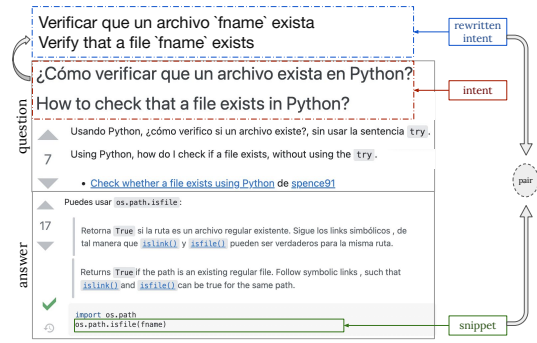 Verificar que un archivo `fname` exista
Verify that a file `fname` exists
rewritten
intent
¿Cómo verificar que un archivo exista en Python?
How to check that a file exists in Python?
intent
question
Usando Python, ¿cómo verifico si un archivo existe?, sin usar la sentencia try.
7
Using Python, how do I check if a file exists, without using the try.
• Check whether a file exists using Python de spence91
pair
answer
Puedes usar os.path.isfile:
17
Retorna True si la ruta es un archivo regular existente. Sigue los links simbólicos , de
tal manera que islink() y isfile() pueden ser verdaderos para la misma ruta.
Returns True if the path is an existing regular file. Follow symbolic links , such that
islink() and isfile() can be true for the same path.
import os.path
os.path.isfile(fname)
snippet